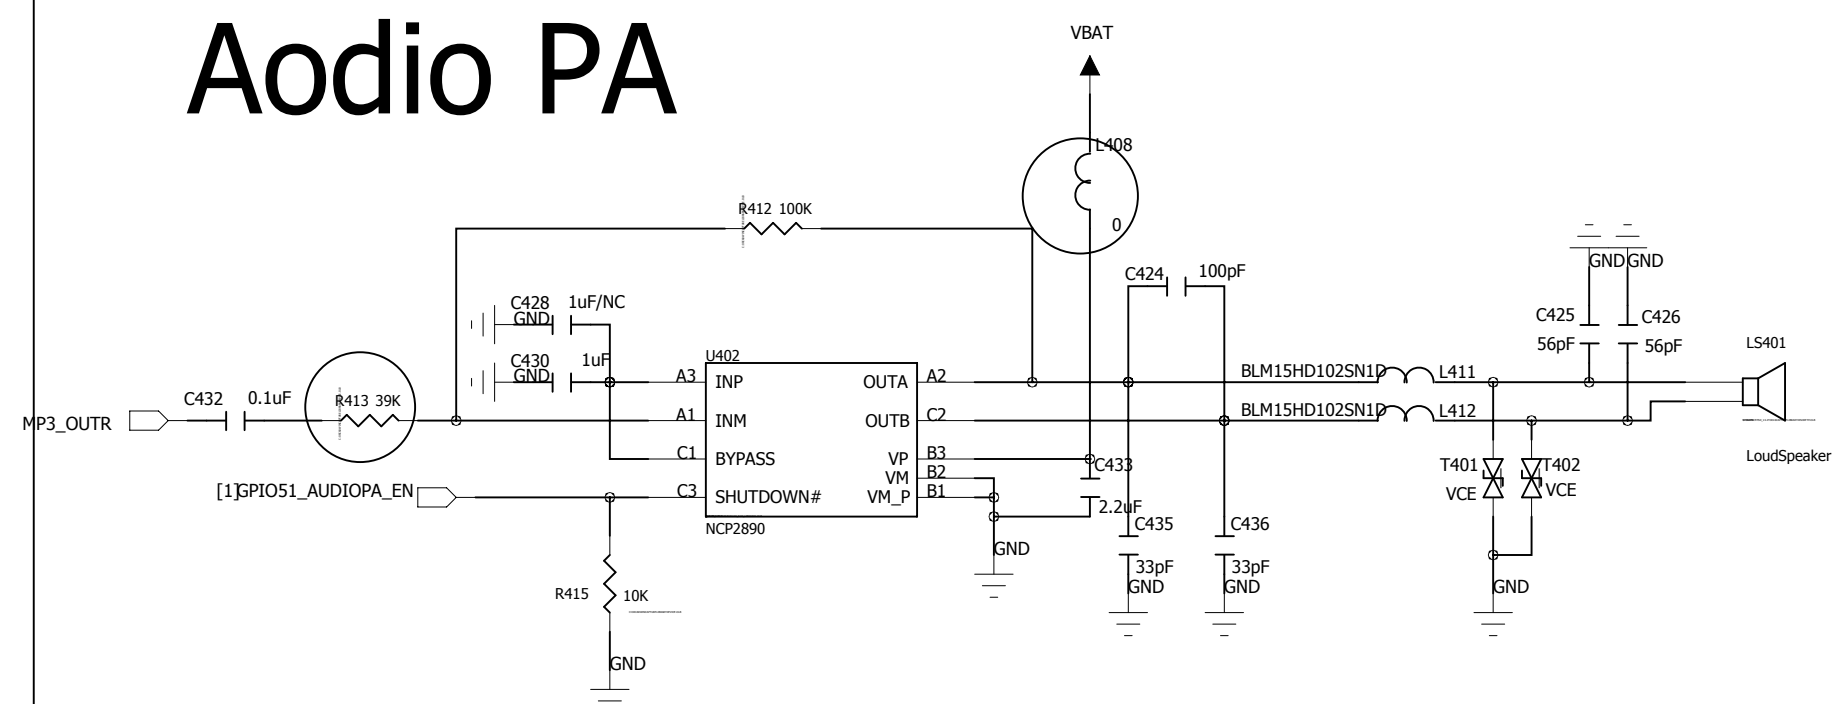 Aodio PA
VBAT
L408
0
R412 100K
C424
100pF
GND GND
C425
56pF
C426
56pF
C428
1uF/NC
GND
C430
1uF
GND
U402
A3
INP
OUTA
A2
BLM15HD102SN1D
L411
LS401
C432
0.1uF
R413 39K
MP3_OUTR
A1
INM
OUTB
C2
BLM15HD102SN1D
L412
C1
BYPASS
VP
B3
VM
B2
C433
2.2uF
T401
VCE
T402
VCE
LoudSpeaker
[1]GPIO51_AUDIOPA_EN
C3
SHUTDOWN#
VM_P
B1
NCP2890
GND
C435
33pF
GND
C436
33pF
GND
GND
R415
10K
GND